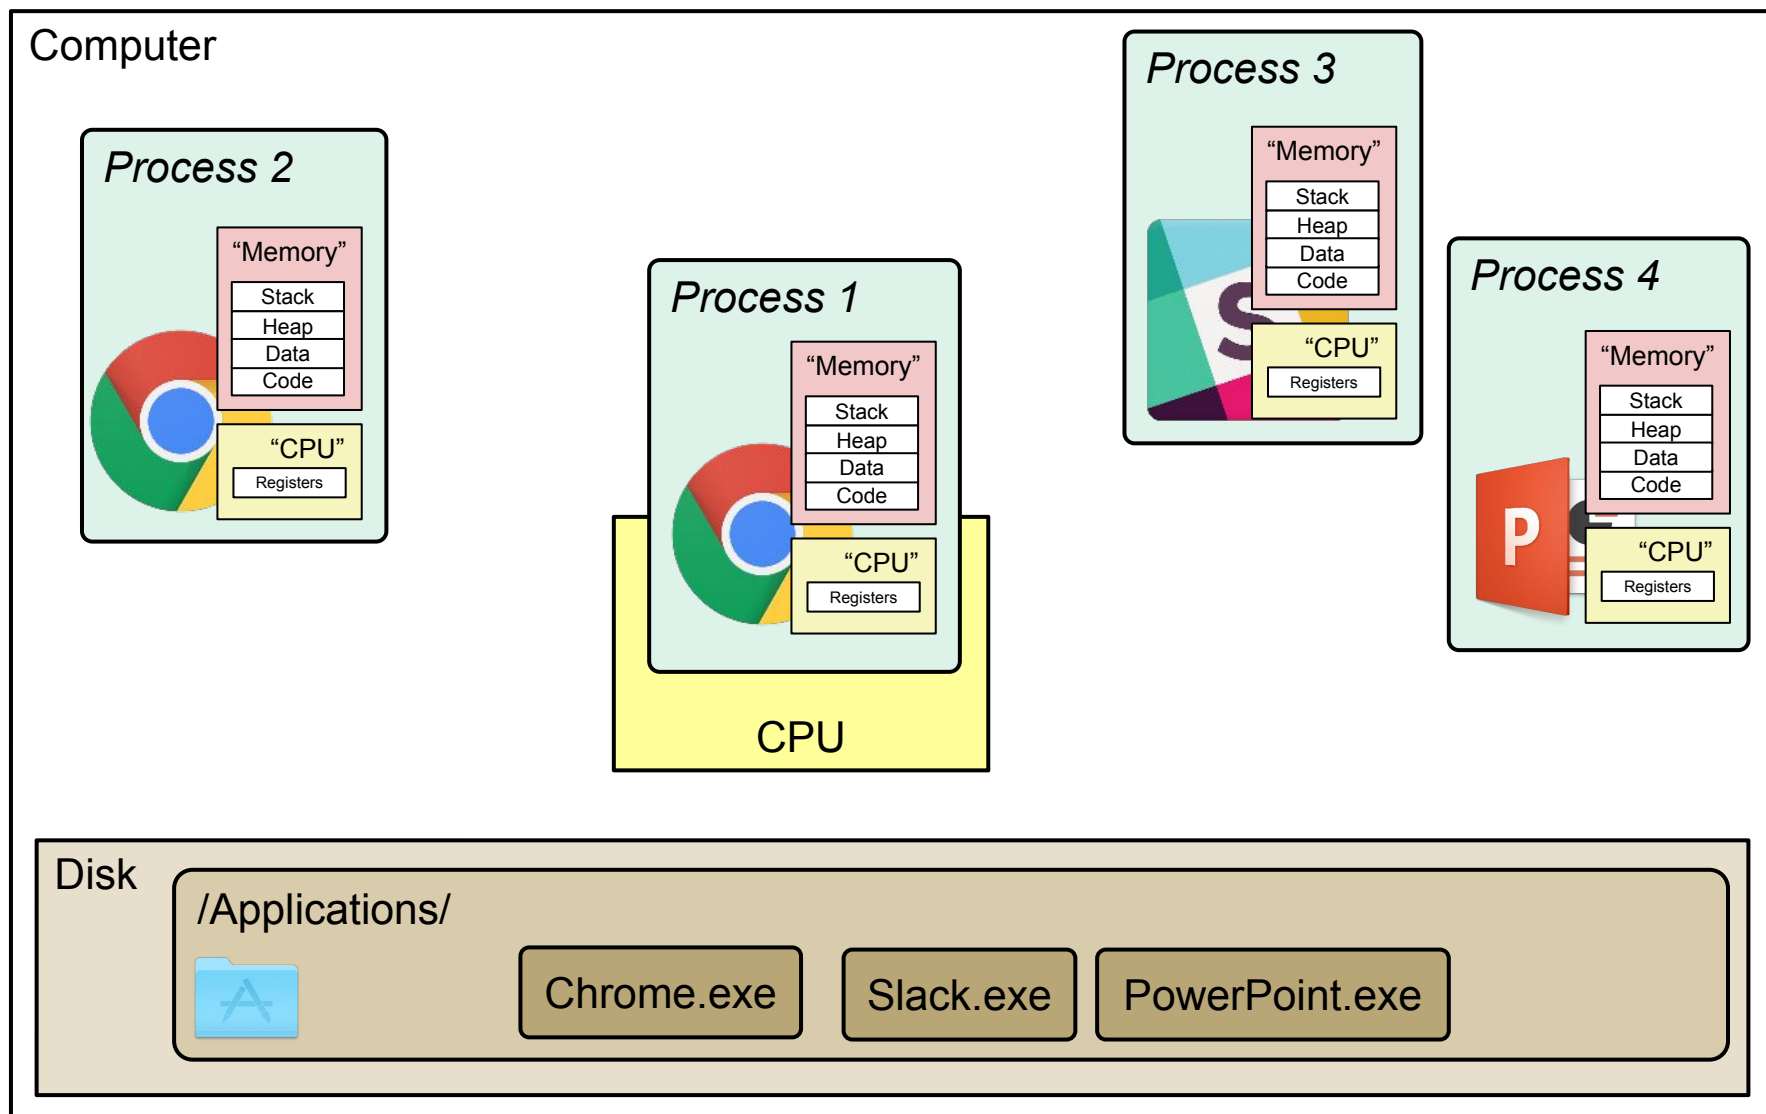 Computer
Process 2
“Memory”
Stack
Heap
Data
Code
“CPU”
Registers
Process 1
“Memory”
Stack
Heap
Data
Code
“CPU”
Registers
CPU
Process 3
“Memory”
Stack
Heap
Data
Code
S
“CPU”
Registers
Process 4
“Memory”
Stack
Heap
Data
Code
P
“CPU”
Registers
Disk
/Applications/
Chrome.exe
Slack.exe
PowerPoint.exe